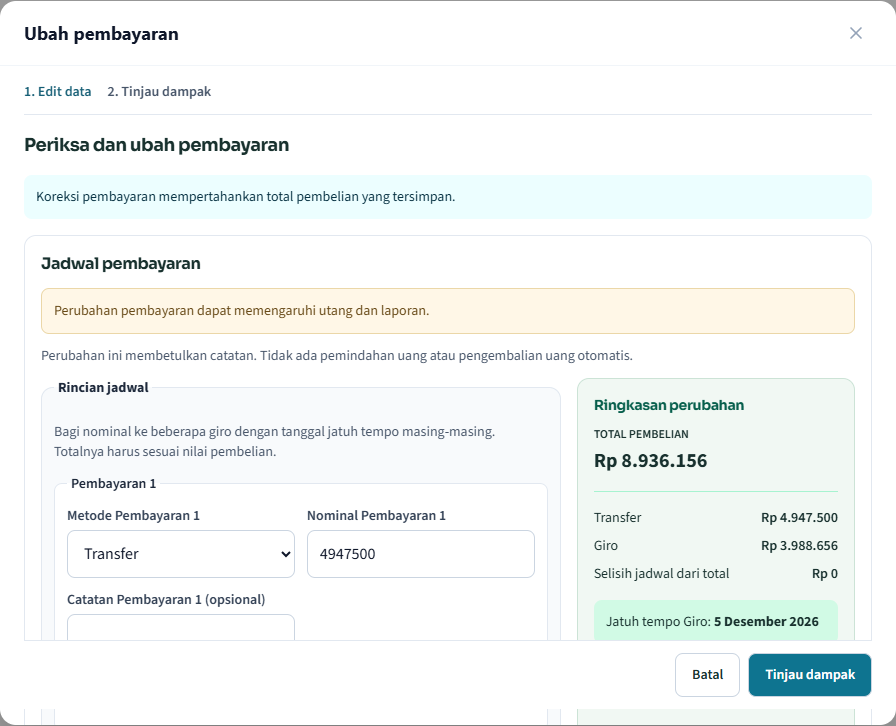 Ubah pembayaran
1. Edit data 2. Tinjau dampak
Periksa dan ubah pembayaran
Koreksi pembayaran mempertahankan total pembelian yang tersimpan.
Jadwal pembayaran
Perubahan pembayaran dapat memengaruhi utang dan laporan.
Perubahan ini membetulkan catatan. Tidak ada pemindahan uang atau pengembalian uang otomatis.
Rincian jadwal
Bagi nominal ke beberapa giro dengan tanggal jatuh tempo masing-masing.
Totalnya harus sesuai nilai pembelian.
Pembayaran 1
Metode Pembayaran 1
Transfer
Nominal Pembayaran 1
4947500
Catatan Pembayaran 1 (opsional)
Ringkasan perubahan
TOTAL PEMBELIAN
Rp 8.936.156
Transfer Rp 4.947.500
Giro Rp 3.988.656
Selisih jadwal dari total Rp 0
Jatuh tempo Giro: 5 Desember 2026
Batal
Tinjau dampak